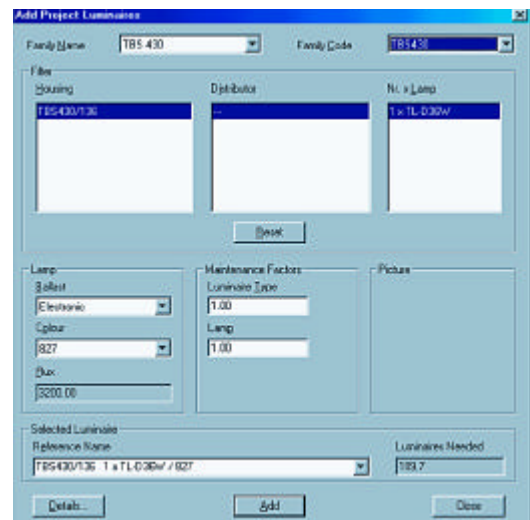 Add Project Luminaires
Family Name TBS 430 Family Code TBS430
Filter
Housing Distributor Nr. x Lamp
TBS430/136 -- 1 x TL-D36W
Reset
Lamp Maintenance Factors Picture
Ballast Luminaire Type
Electronic 1.00
Colour Lamp
827 1.00
Flux
3200.00
Selected Luminaire
Reference Name Luminaires Needed
TBS430/136 1 x TL-D36W / 827 109,7
Details... Add Close